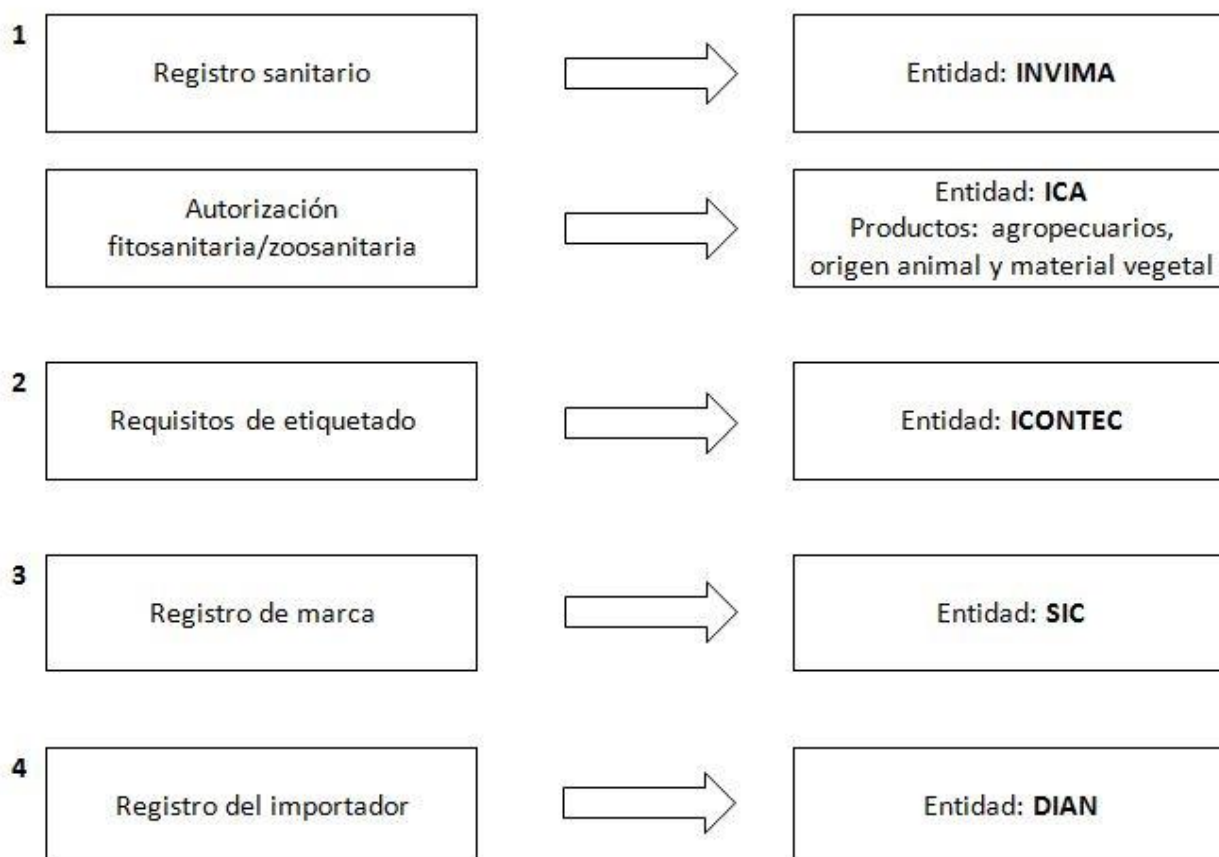 1
Registro sanitario
Entidad: INVIMA
Autorización
fitosanitaria/zoosanitaria
Entidad: ICA
Productos: agropecuarios,
origen animal y material vegetal
2
Requisitos de etiquetado
Entidad: ICONTEC
3
Registro de marca
Entidad: SIC
4
Registro del importador
Entidad: DIAN